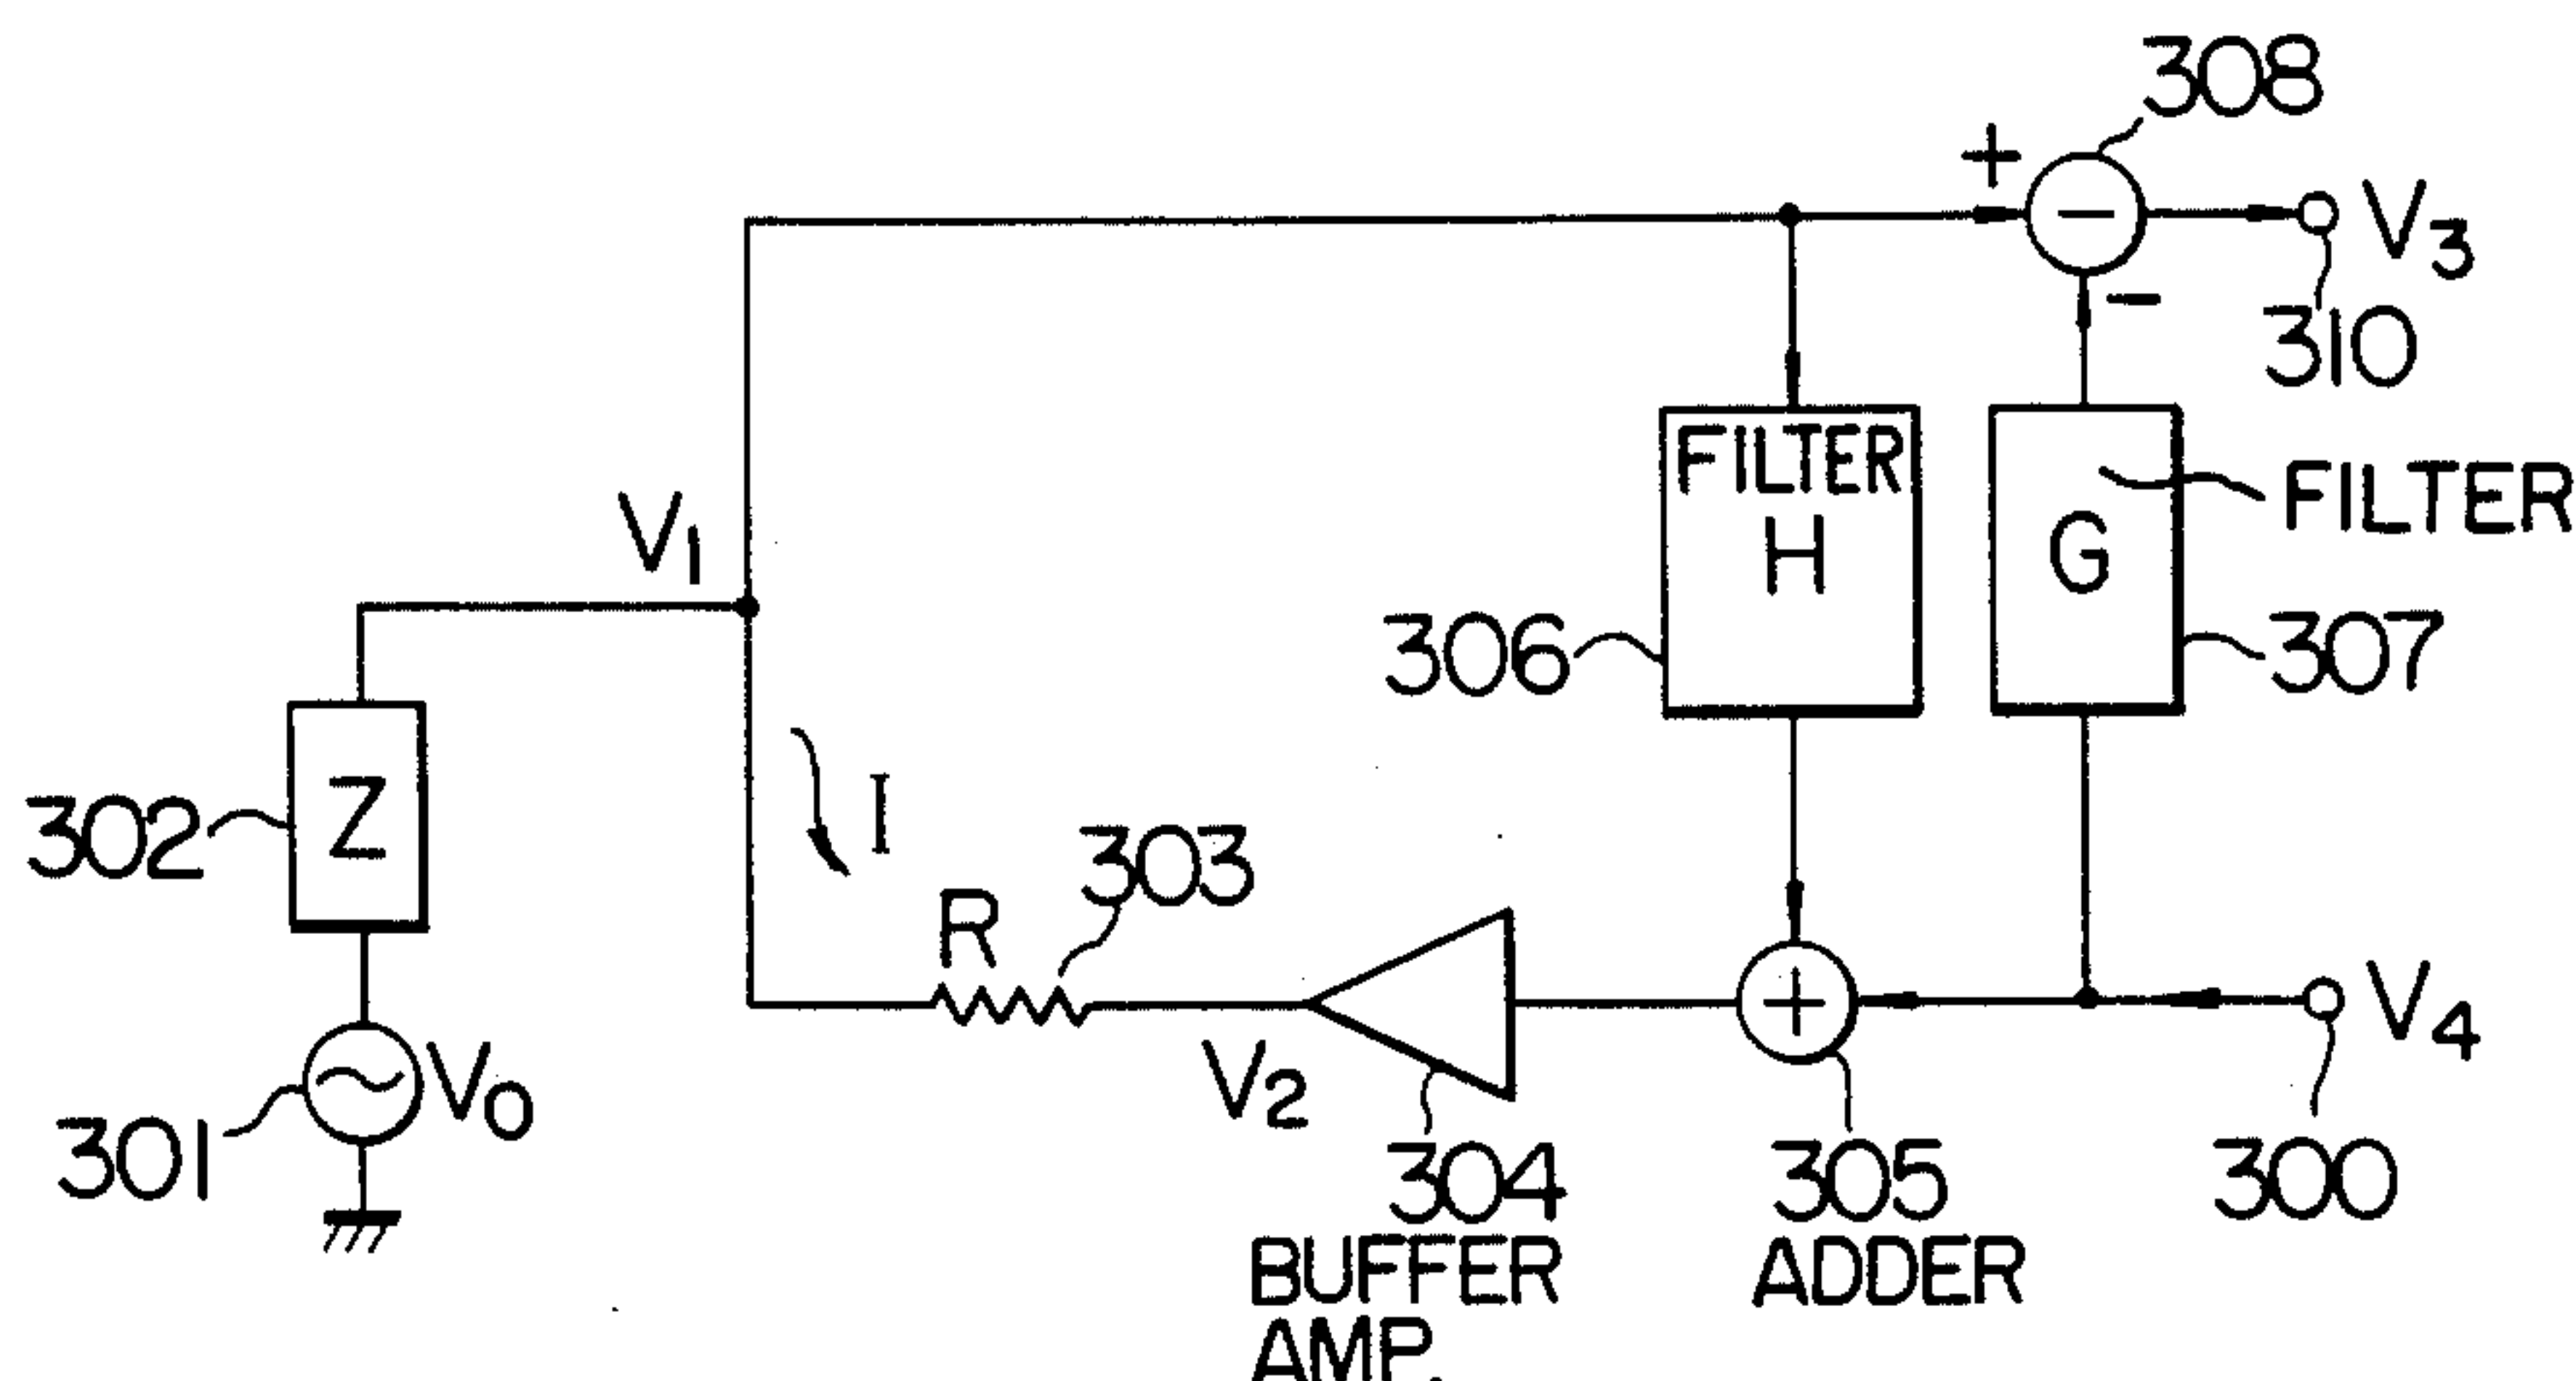 308
+
−
V3
310
−
FILTER
H
FILTER
G
V1
306
307
302
Z
I
303
R
V4
+
V2
V0
301
304
305
300
BUFFER
ADDER
AMP.